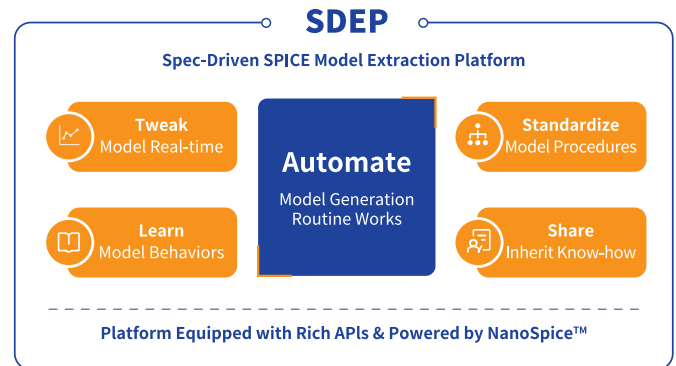 SDEP
Spec-Driven SPICE Model Extraction Platform
Tweak
Model Real-time
Learn
Model Behaviors
Automate
Model Generation
Routine Works
Standardize
Model Procedures
Share
Inherit Know-how
Platform Equipped with Rich APIs & Powered by NanoSpice™